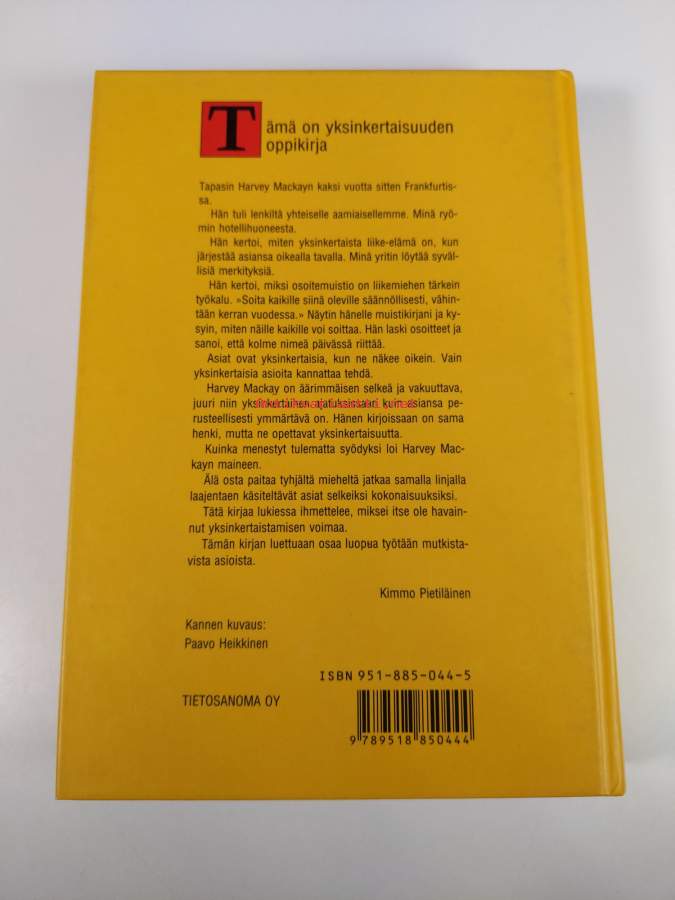 Tämä on yksinkertaisuuden
oppikirja
Tapasin Harvey Mackayn kaksi vuotta sitten Frankfurtis-
sa.
Hän tuli lenkiltä yhteiselle aamiaisellemme. Minä ryö-
min hotellihuoneesta.
Hän kertoi, miten yksinkertaista liike-elämä on, kun
järjestää asiansa oikealla tavalla. Minä yritin löytää syväl-
lisiä merkityksiä.
Hän kertoi, miksi osoitemuistio on liikemiehen tärkein
työkalu. »Soita kaikille siinä oleville säännöllisesti, vähin-
tään kerran vuodessa.» Näytin hänelle muistikirjani ja ky-
syin, miten näille kaikille voi soittaa. Hän laski osoitteet ja
sanoi, että kolme nimeä päivässä riittää.
Asiat ovat yksinkertaisia, kun ne näkee oikein. Vain
yksinkertaisia asioita kannattaa tehdä.
Harvey Mackay on äärimmäisen selkeä ja vakuuttava,
juuri niin yksinkertainen ajatuksissaan kuin asiansa pe-
rusteellisesti ymmärtävä on. Hänen kirjoissaan on sama
henki, mutta ne opettavat yksinkertaisuutta.
Kuinka menestyt tulematta syödyksi loi Harvey Mac-
kayn maineen.
Älä osta paitaa tyhjältä mieheltä jatkaa samalla linjalla
laajentaen käsiteltävät asiat selkeiksi kokonaisuuksiksi.
Tätä kirjaa lukiessa ihmettelee, miksei itse ole havain-
nut yksinkertaistamisen voimaa.
Tämän kirjan luettuaan osaa luopua työtään mutkista-
vista asioista.
Kimmo Pietiläinen
Kannen kuvaus:
Paavo Heikkinen
ISBN 951-885-044-5
TIETOSANOMA OY
9 789518 850444